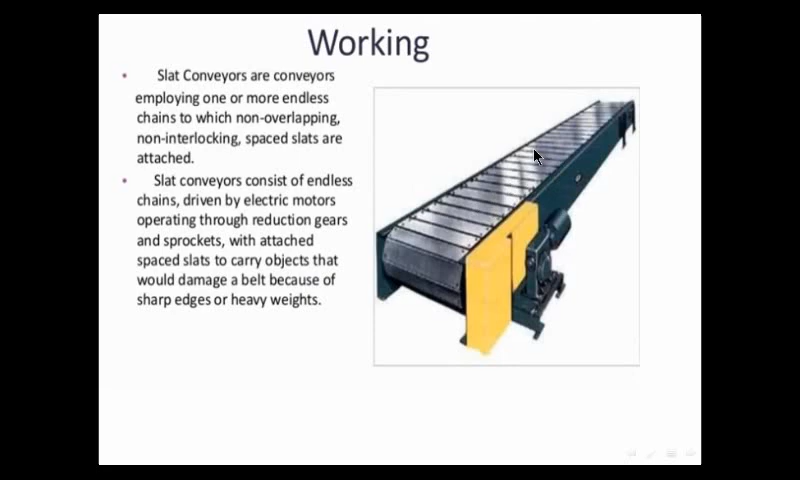 Working
• Slat Conveyors are conveyors
employing one or more endless
chains to which non-overlapping,
non-interlocking, spaced slats are
attached.
• Slat conveyors consist of endless
chains, driven by electric motors
operating through reduction gears
and sprockets, with attached
spaced slats to carry objects that
would damage a belt because of
sharp edges or heavy weights.